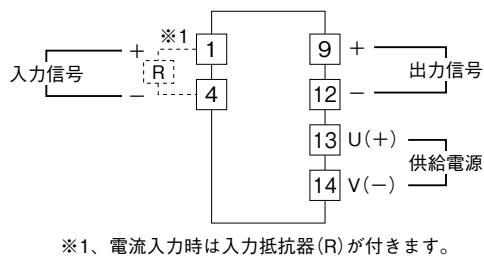 ※1
+ 1 9 +
入力信号 R 出力信号
− 4 12 −
13 U(+)
供給電源
14 V(−)
※1、電流入力時は入力抵抗器(R)が付きます。